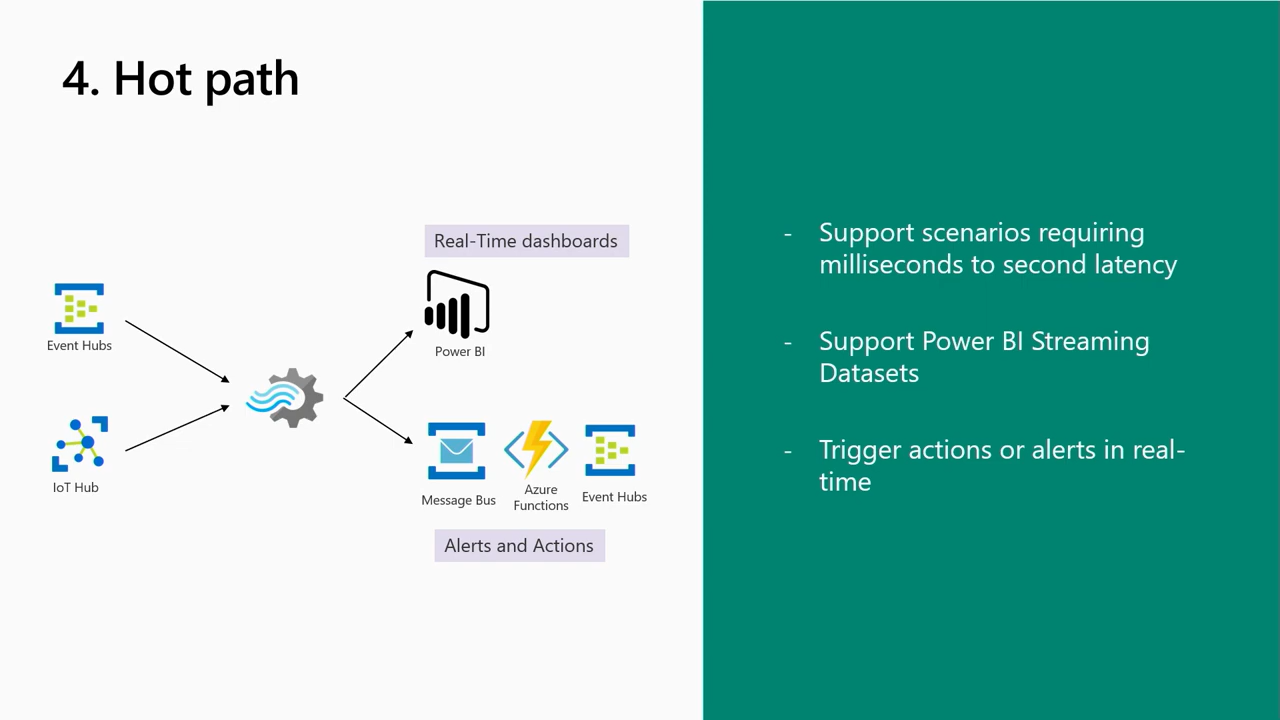 4. Hot path
Real-Time dashboards
Event Hubs
Power BI
IoT Hub
Message Bus
Azure
Functions
Event Hubs
Alerts and Actions
- Support scenarios requiring
milliseconds to second latency
- Support Power BI Streaming
Datasets
- Trigger actions or alerts in real-
time